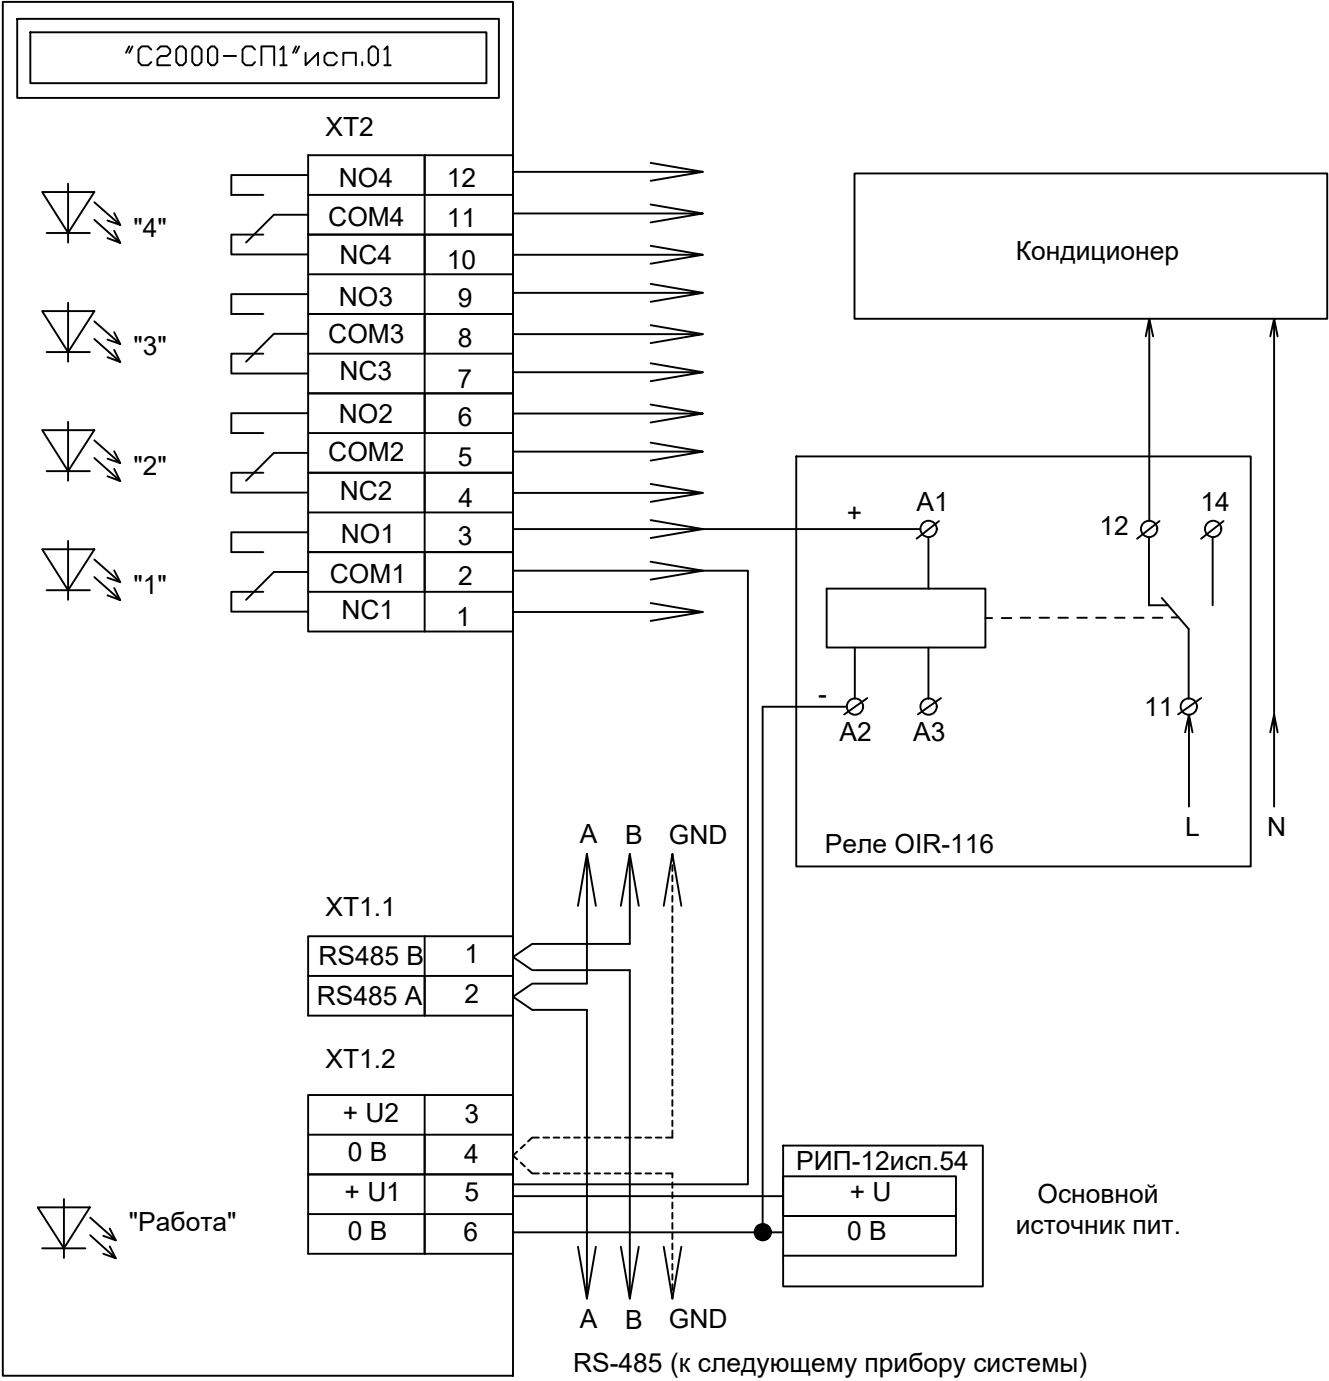 "С2000-СП1"исп.01
XT2
NO4 12
"4"
COM4 11
NC4 10
Кондиционер
NO3 9
"3"
COM3 8
NC3 7
NO2 6
"2"
COM2 5
NC2 4
NO1 3
+ A1 12 14
"1"
COM1 2
NC1 1
- A2 A3 11
L N
Реле OIR-116
A B GND
XT1.1
RS485 B 1
RS485 A 2
XT1.2
+ U2 3
0 В 4
РИП-12исп.54
+ U1 5
+ U
Основной
источник пит.
"Работа"
0 В 6
0 В
A B GND
RS-485 (к следующему прибору системы)